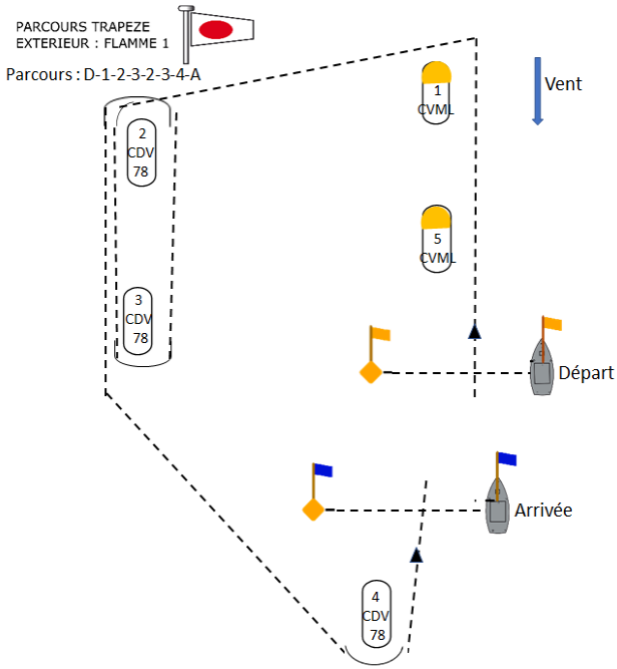 PARCOURS TRAPEZE
EXTERIEUR : FLAMME 1
Parcours : D-1-2-3-2-3-4-A
1
CVML
Vent
2
CDV
78
5
CVML
3
CDV
78
Départ
Arrivée
4
CDV
78